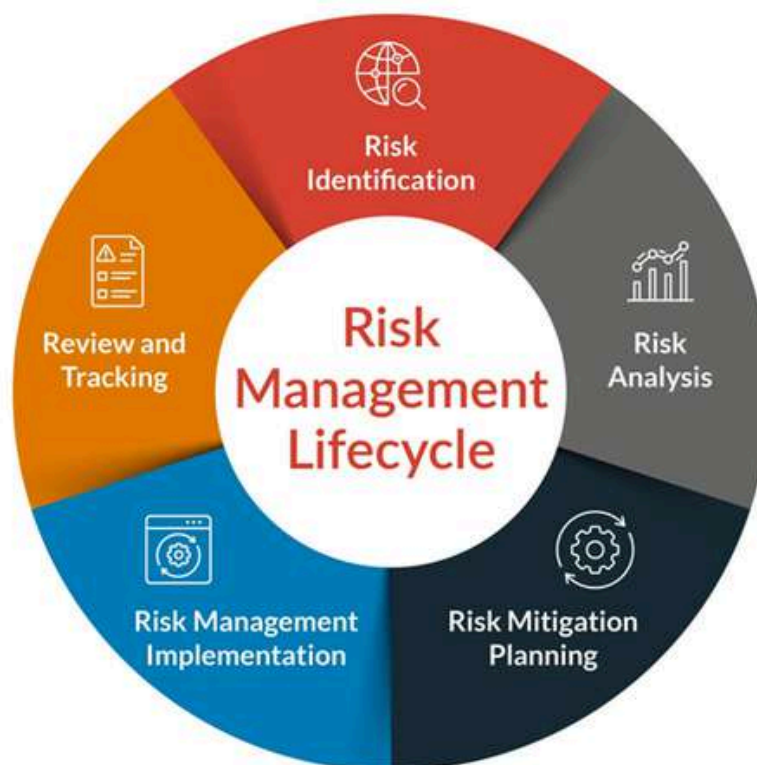 Risk
Identification
Risk
Analysis
Risk Mitigation
Planning
Risk Management
Implementation
Review and
Tracking
Risk
Management
Lifecycle